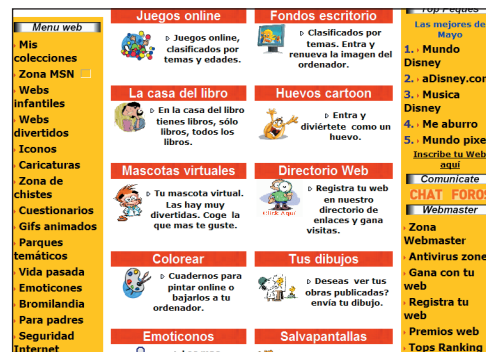 Menu web
Mis
colecciones
Zona MSN
Webs
infantiles
Webs
divertidos
Iconos
Caricaturas
Zona de
chistes
Cuestionarios
Gifs animados
Parques
temáticos
Vida pasada
Emoticones
Bromilandia
Para padres
Seguridad
Internet
Juegos online
Juegos online,
clasificados por
temas y edades.
Fondos escritorio
Clasificados por
temas. Entra y
renueva la imagen del
ordenador.
La casa del libro
En la casa del libro
tienes libros, sólo
libros, todos los
libros.
Huevos cartoon
Entra y
diviértete como un
huevo.
Mascotas virtuales
Tu mascota virtual.
Las hay muy
divertidas. Coge la
que mas te guste.
Directorio Web
Click Aquí
Registra tu web
en nuestro
directorio de
enlaces y gana
visitas.
Colorear
Cuadernos para
pintar online o
bajarlos a tu
ordenador.
Tus dibujos
Deseas ver tus
obras publicadas?
envía tu dibujo.
Emoticonos
Salvapantallas
Top Peques
Las mejores de
Mayo
1. Mundo
Disney
2. aDisney.com
3. Musica
Disney
4. Me aburro
5. Mundo pixe
Inscribe tu Web
aquí
Comunicate
CHAT FOROS
Webmaster
Zona
Webmaster
Antivirus zone
Gana con tu
web
Registra tu
web
Premios web
Tops Ranking